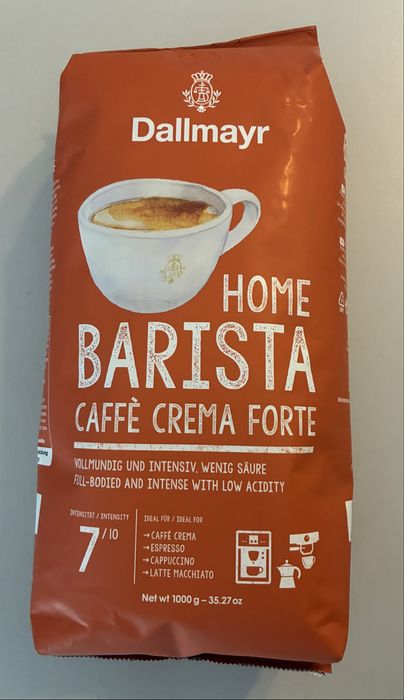 Dallmayr
HOME
BARISTA
CAFFÈ CREMA FORTE
VOLLMUNDIG UND INTENSIV, WENIG SÄURE
FULL-BODIED AND INTENSE WITH LOW ACIDITY
INTENSITÄT / INTENSITY
7/10
IDEAL FÜR / IDEAL FOR
→CAFFÈ CREMA
→ESPRESSO
→CAPPUCCINO
→LATTE MACCHIATO
Net wt 1000 g – 35.27 oz